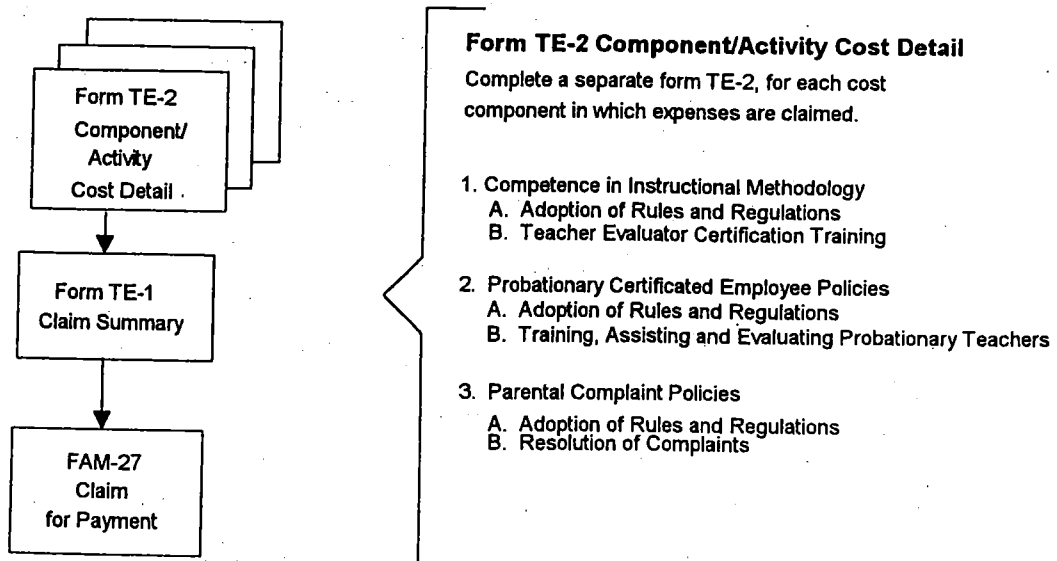 Form TE-2
Component/
Activity
Cost Detail
Form TE-1
Claim Summary
FAM-27
Claim
for Payment
Form TE-2 Component/Activity Cost Detail
Complete a separate form TE-2, for each cost
component in which expenses are claimed.
1. Competence in Instructional Methodology
A. Adoption of Rules and Regulations
B. Teacher Evaluator Certification Training
2. Probationary Certificated Employee Policies
A. Adoption of Rules and Regulations
B. Training, Assisting and Evaluating Probationary Teachers
3. Parental Complaint Policies
A. Adoption of Rules and Regulations
B. Resolution of Complaints